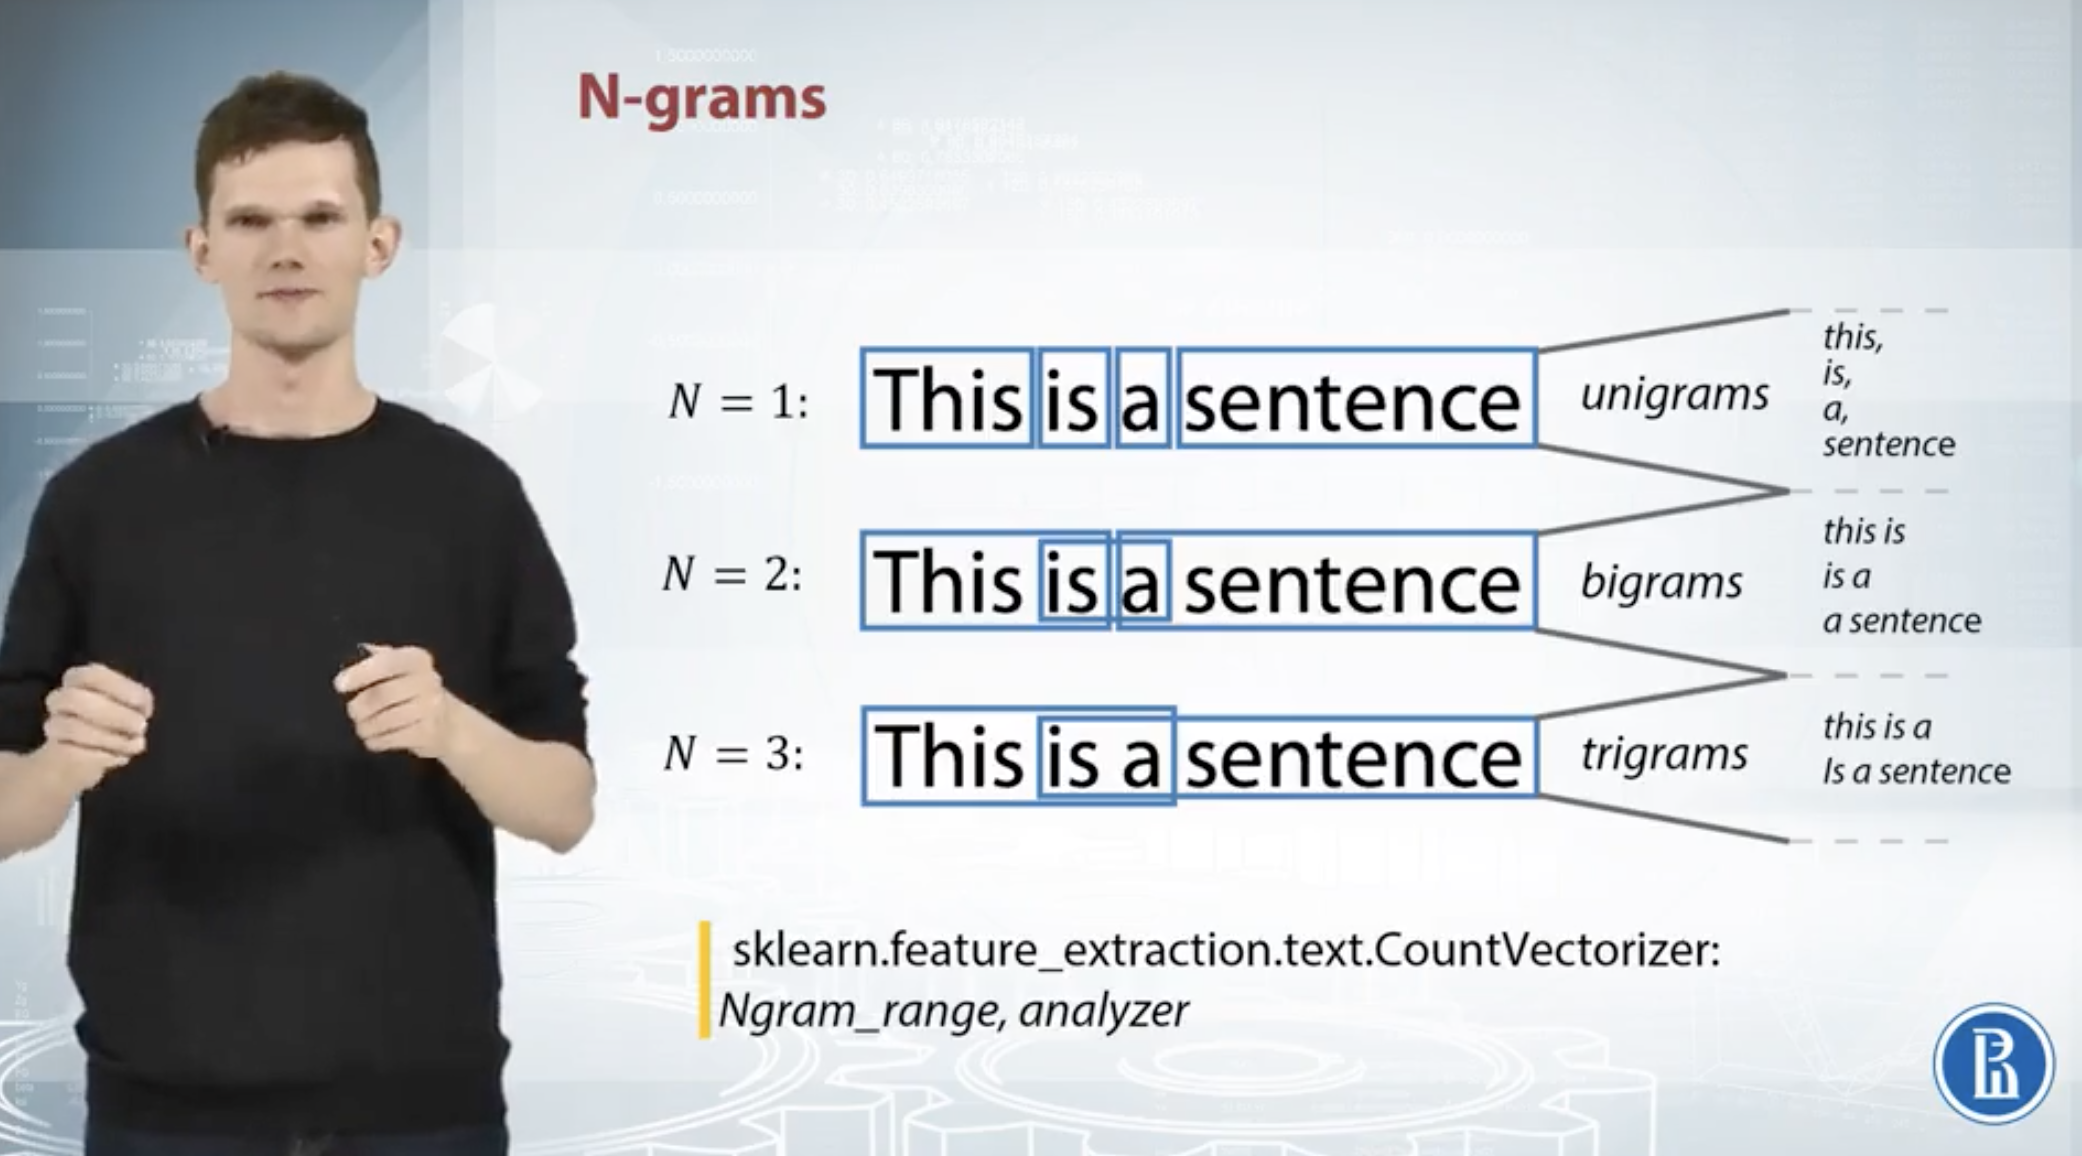 N-grams
N = 1:
This is a sentence
unigrams
this,
is,
a,
sentence
N = 2:
This is a sentence
bigrams
this is
is a
a sentence
N = 3:
This is a sentence
trigrams
this is a
Is a sentence
sklearn.feature_extraction.text.CountVectorizer:
Ngram_range, analyzer